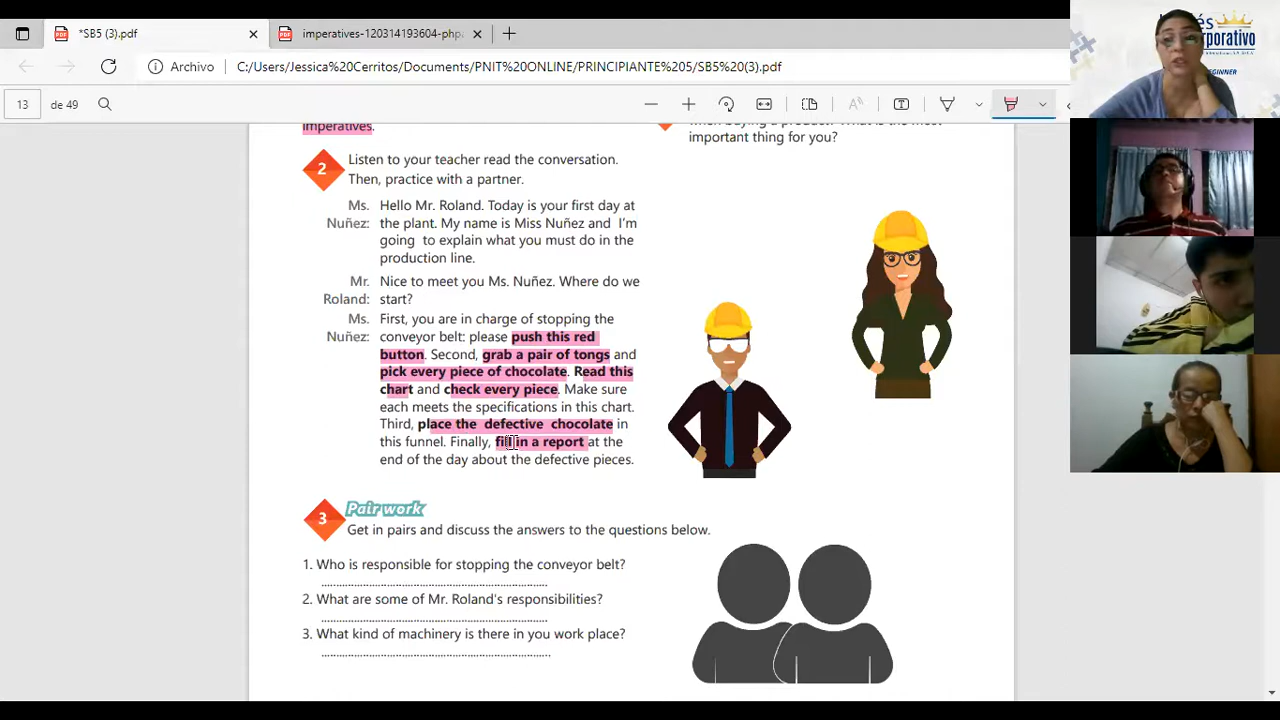 *SB5 (3).pdf
imperatives-120314193604-php
Archivo
C:/Users/Jessica%20Cerritos/Documents/PNIT%20ONLINE/PRINCIPIANTE%205/SB5%20(3).pdf
13
de 49
imperatives.
important thing for you?
2
Listen to your teacher read the conversation.
Then, practice with a partner.
Ms. Hello Mr. Roland. Today is your first day at
Nuñez: the plant. My name is Miss Nuñez and I'm
going to explain what you must do in the
production line.
Mr. Nice to meet you Ms. Nuñez. Where do we
Roland: start?
Ms. First, you are in charge of stopping the
Nuñez: conveyor belt: please push this red
button. Second, grab a pair of tongs and
pick every piece of chocolate. Read this
chart and check every piece. Make sure
each meets the specifications in this chart.
Third, place the defective chocolate in
this funnel. Finally, fill in a report at the
end of the day about the defective pieces.
3
Pair work
Get in pairs and discuss the answers to the questions below.
1. Who is responsible for stopping the conveyor belt?
2. What are some of Mr. Roland's responsibilities?
3. What kind of machinery is there in you work place?